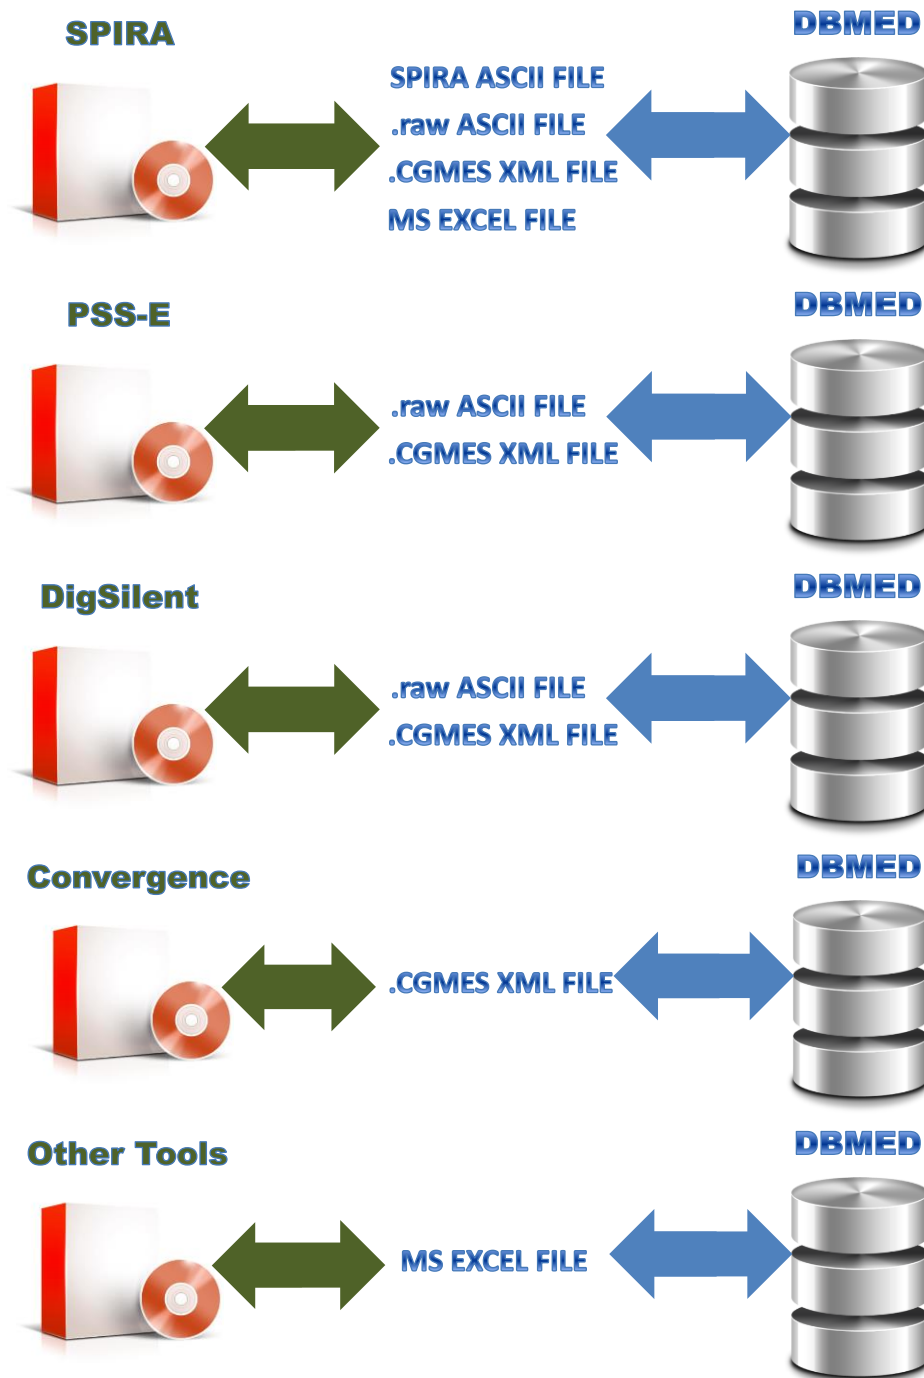 SPIRA
DBMED
SPIRA ASCII FILE
.raw ASCII FILE
.CGMES XML FILE
MS EXCEL FILE
PSS-E
DBMED
.raw ASCII FILE
.CGMES XML FILE
DigSilent
DBMED
.raw ASCII FILE
.CGMES XML FILE
Convergence
DBMED
.CGMES XML FILE
Other Tools
DBMED
MS EXCEL FILE